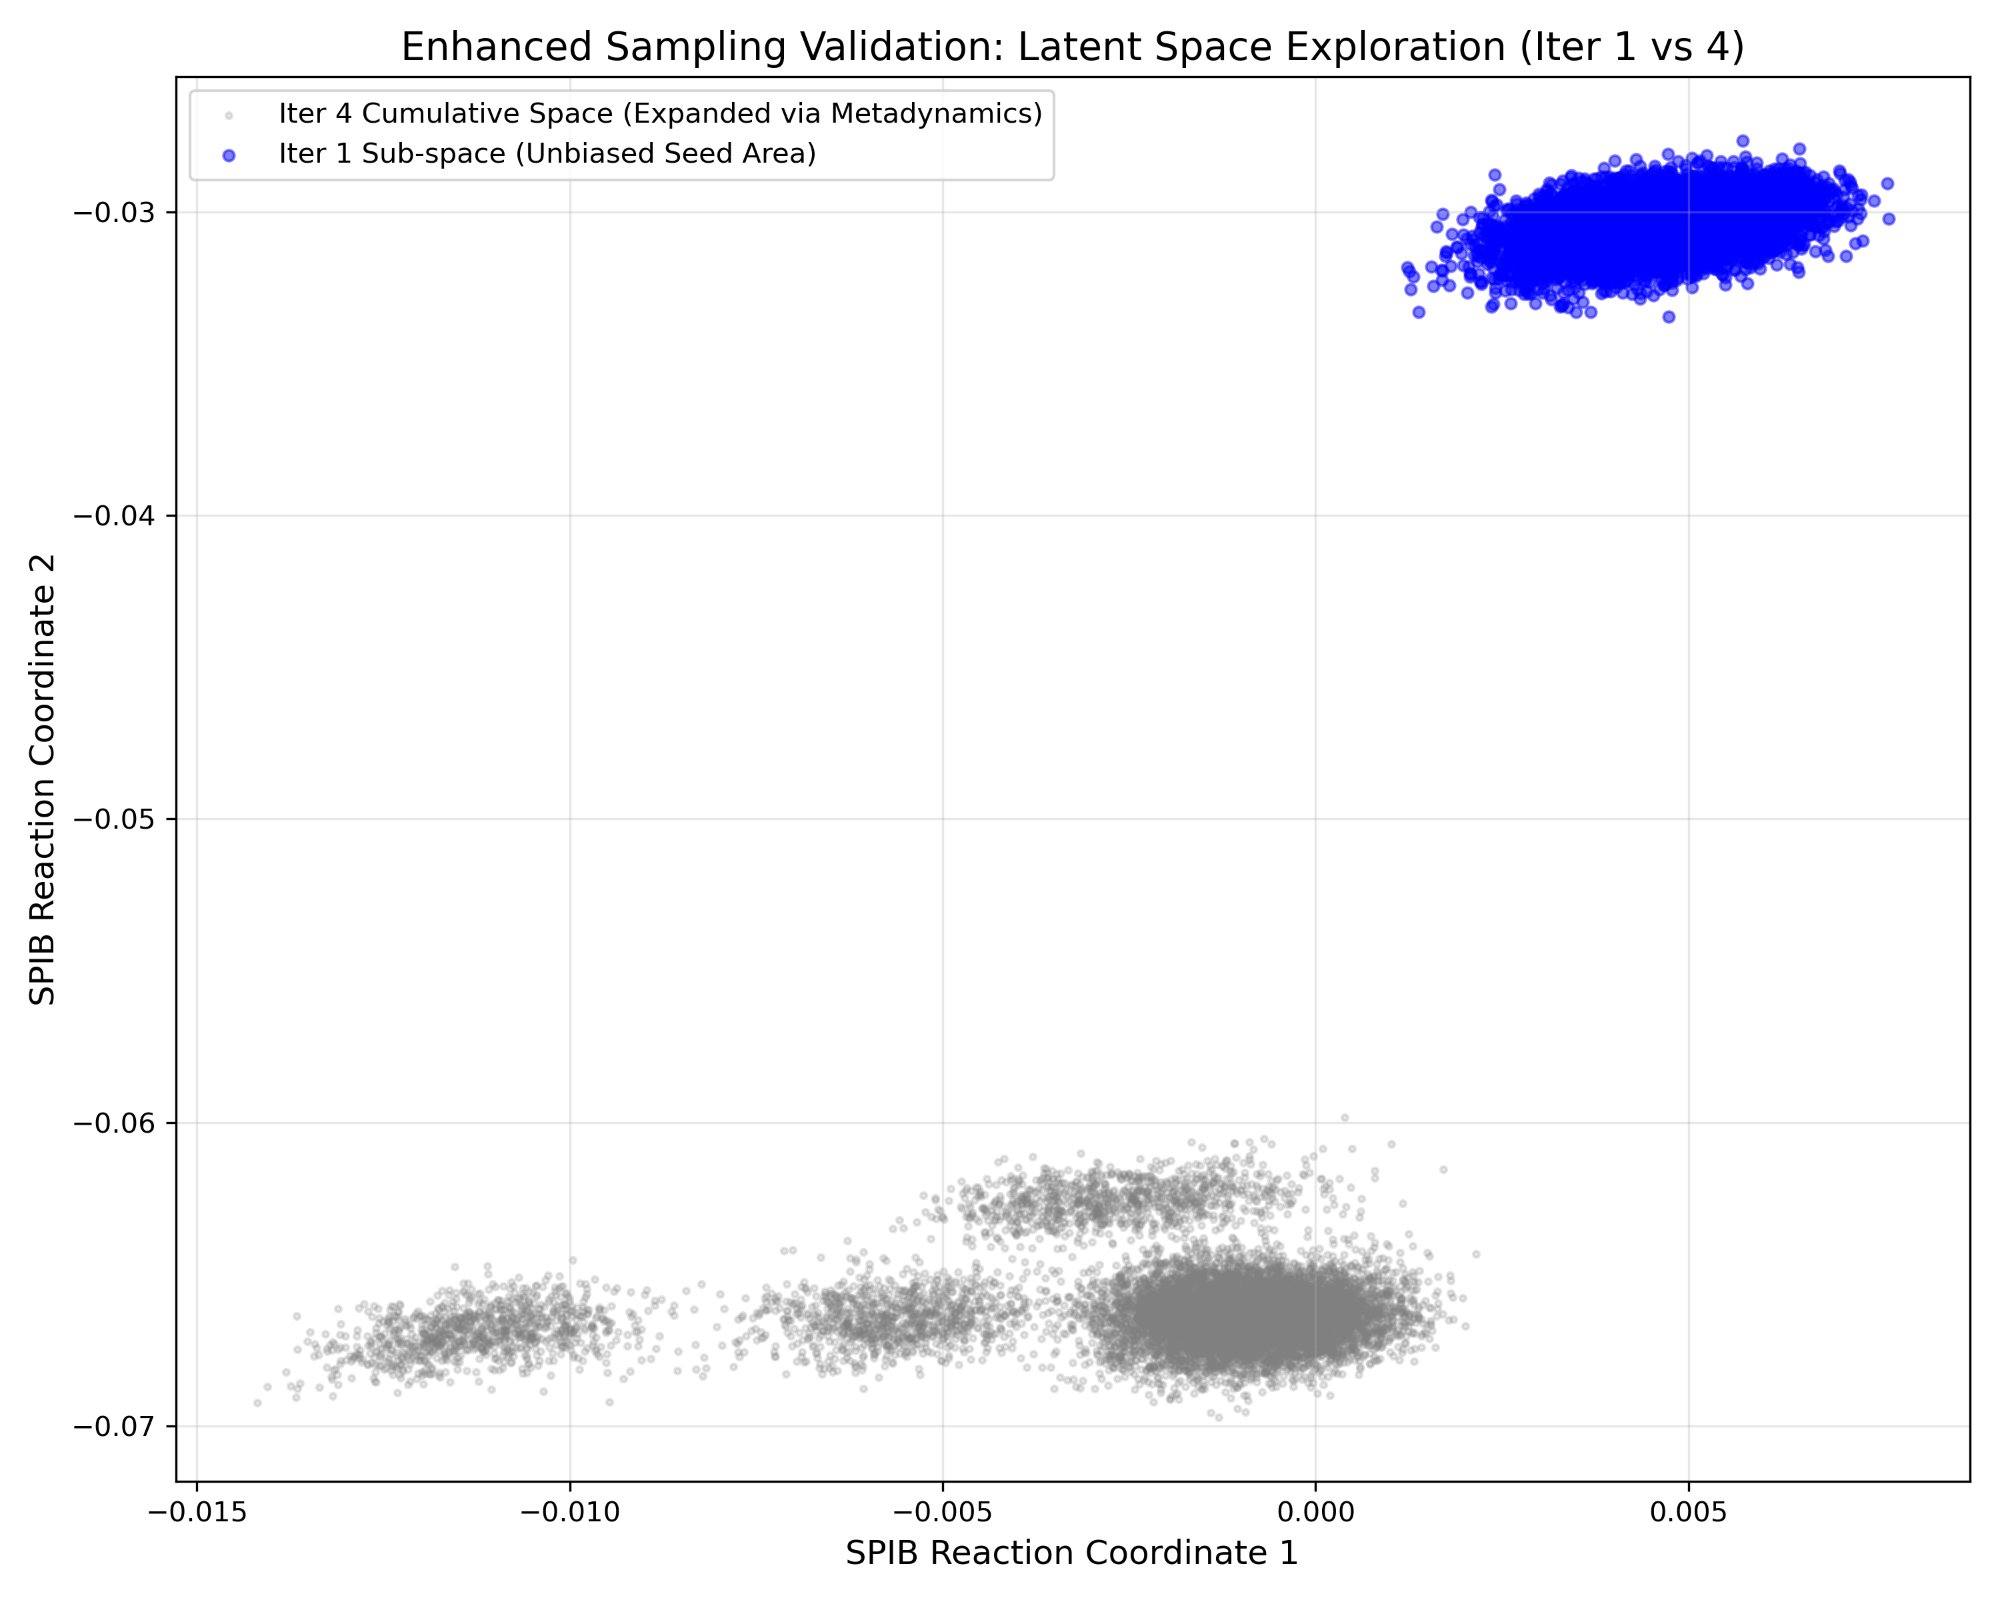 Enhanced Sampling Validation: Latent Space Exploration (Iter 1 vs 4)
Iter 4 Cumulative Space (Expanded via Metadynamics)
Iter 1 Sub-space (Unbiased Seed Area)
−0.03
−0.04
−0.05
−0.06
−0.07
SPIB Reaction Coordinate 2
−0.015
−0.010
−0.005
0.000
0.005
SPIB Reaction Coordinate 1